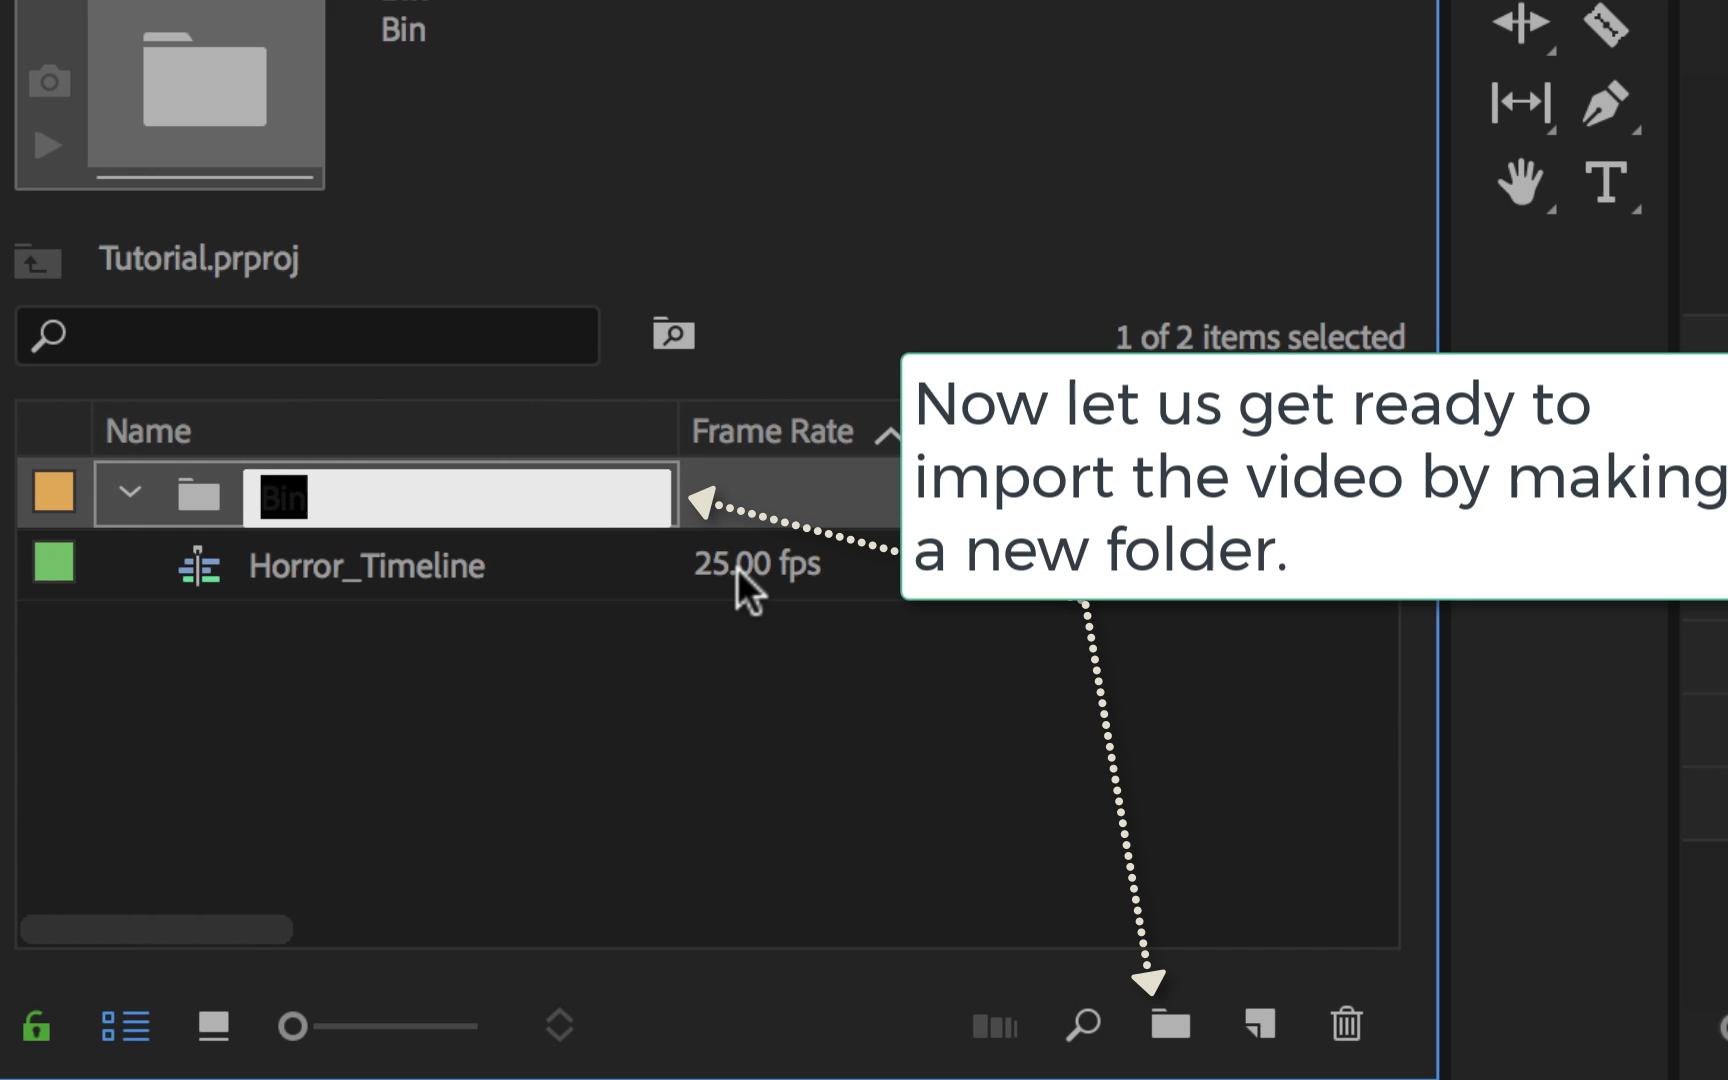 Bin
Tutorial.prproj
1 of 2 items selected
Name
Frame Rate
Bin
Horror_Timeline
25.00 fps
Now let us get ready to
import the video by making
a new folder.